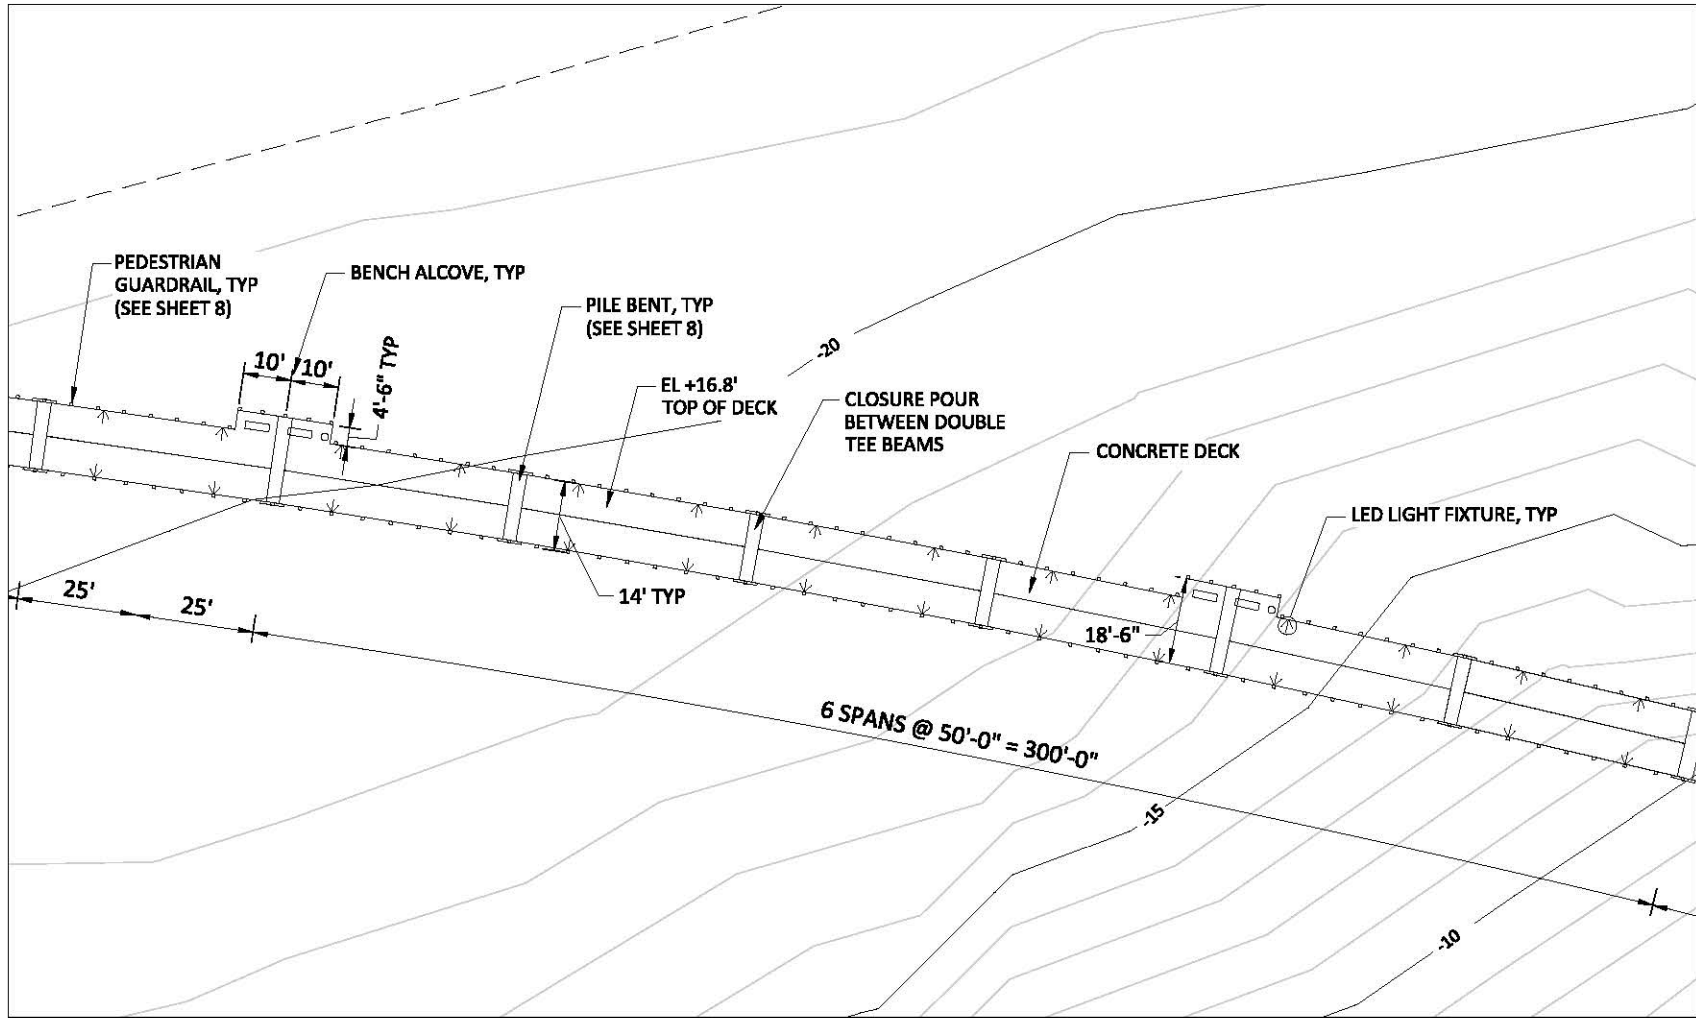 PEDESTRIAN
GUARDRAIL, TYP
(SEE SHEET 8)
BENCH ALCOVE, TYP
PILE BENT, TYP
(SEE SHEET 8)
10'
10'
4'-6" TYP
-20
EL +16.8'
TOP OF DECK
CLOSURE POUR
BETWEEN DOUBLE
TEE BEAMS
CONCRETE DECK
LED LIGHT FIXTURE, TYP
25'
25'
14' TYP
18'-6"
6 SPANS @ 50'-0" = 300'-0"
-15
-10